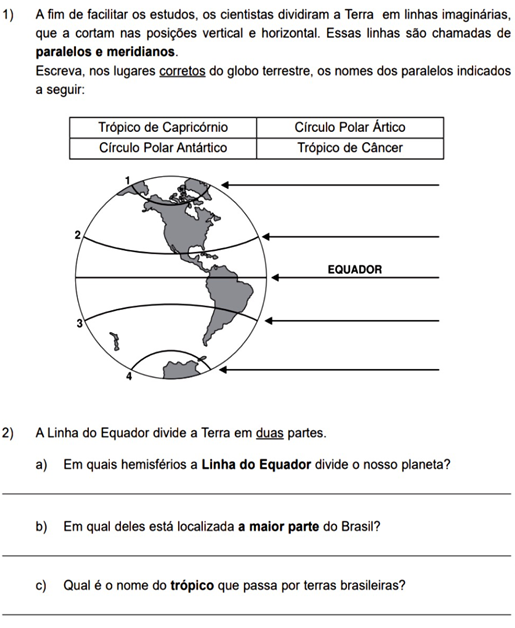 1) A fim de facilitar os estudos, os cientistas dividiram a Terra em linhas imaginárias,
que a cortam nas posições vertical e horizontal. Essas linhas são chamadas de
paralelos e meridianos.
Escreva, nos lugares corretos do globo terrestre, os nomes dos paralelos indicados
a seguir:
Trópico de Capricórnio Círculo Polar Ártico
Círculo Polar Antártico Trópico de Câncer
1
2
EQUADOR
3
4
2) A Linha do Equador divide a Terra em duas partes.
a) Em quais hemisférios a Linha do Equador divide o nosso planeta?
b) Em qual deles está localizada a maior parte do Brasil?
c) Qual é o nome do trópico que passa por terras brasileiras?